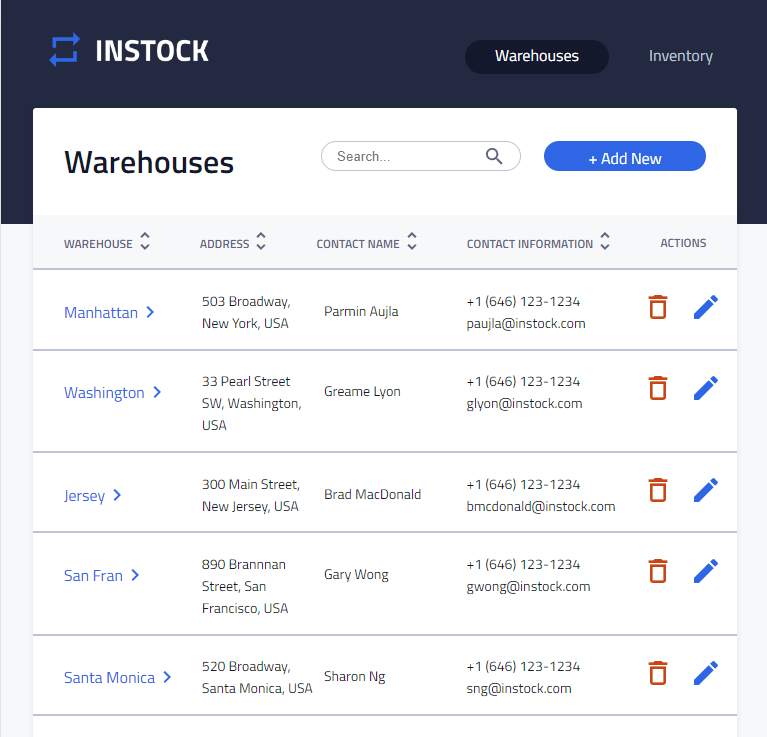 INSTOCK
Warehouses
Inventory
Warehouses
Search...
+ Add New
WAREHOUSE
ADDRESS
CONTACT NAME
CONTACT INFORMATION
ACTIONS
Manhattan
503 Broadway,
New York, USA
Parmin Aujla
+1 (646) 123-1234
paujla@instock.com
Washington
33 Pearl Street
SW, Washington,
USA
Greame Lyon
+1 (646) 123-1234
glyon@instock.com
Jersey
300 Main Street,
New Jersey, USA
Brad MacDonald
+1 (646) 123-1234
bmcdonald@instock.com
San Fran
890 Brannnan
Street, San
Francisco, USA
Gary Wong
+1 (646) 123-1234
gwong@instock.com
Santa Monica
520 Broadway,
Santa Monica, USA
Sharon Ng
+1 (646) 123-1234
sng@instock.com